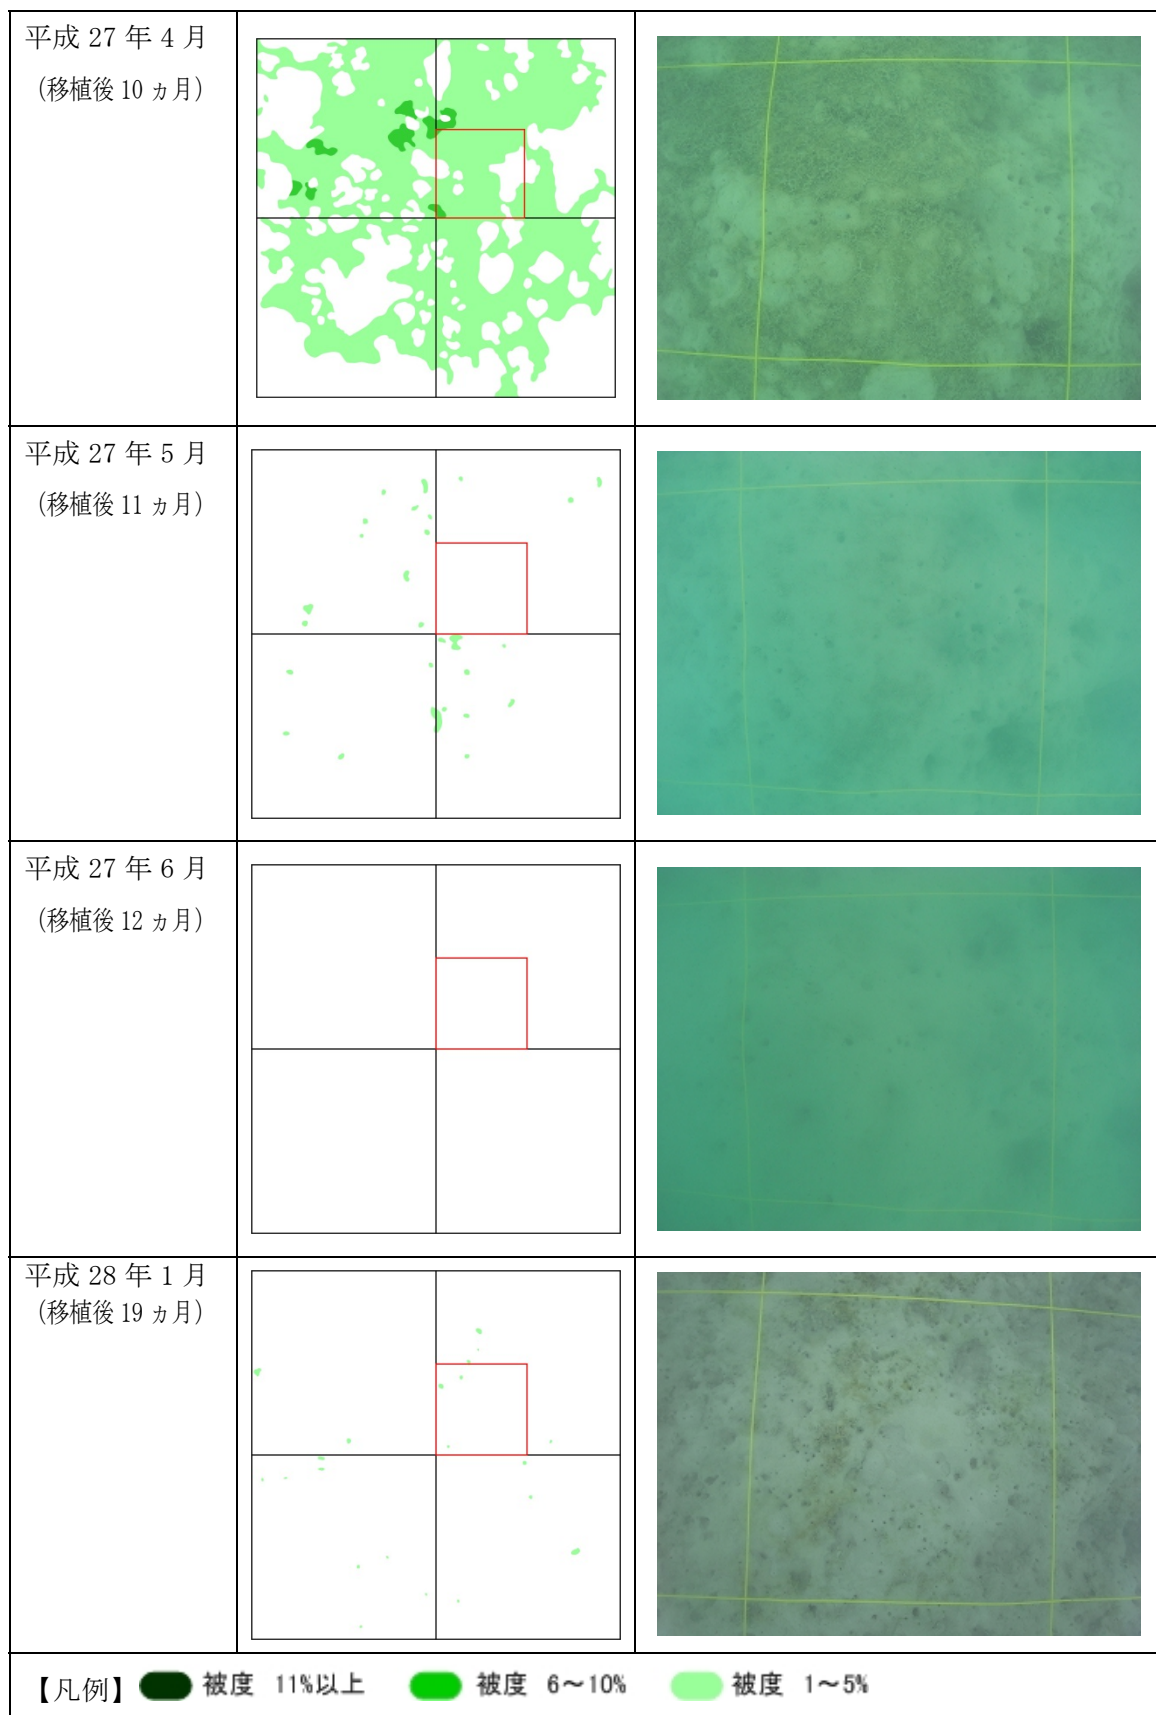 平成 27 年 4 月
（移植後 10 ヵ月）
平成 27 年 5 月
（移植後 11 ヵ月）
平成 27 年 6 月
（移植後 12 ヵ月）
平成 28 年 1 月
（移植後 19 ヵ月）
【凡例】 被度 11%以上 被度 6～10% 被度 1～5%